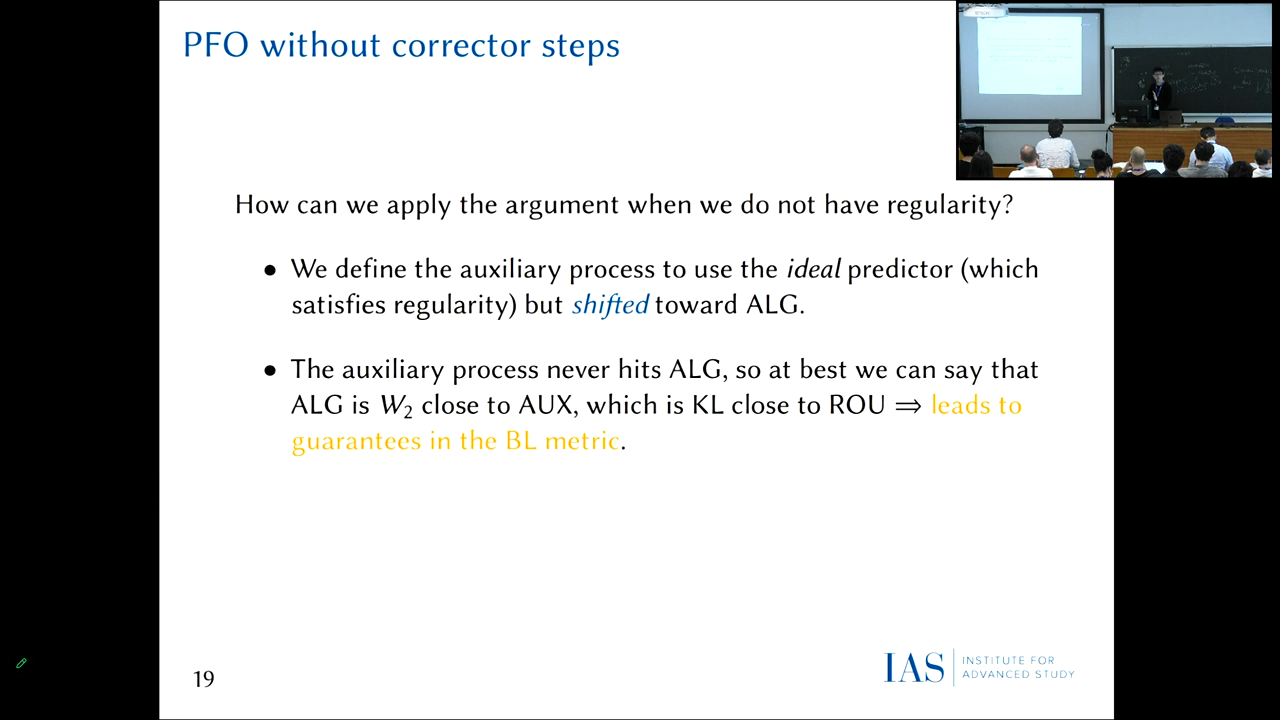 PFO without corrector steps
How can we apply the argument when we do not have regularity?
• We define the auxiliary process to use the ideal predictor (which
satisfies regularity) but shifted toward ALG.
• The auxiliary process never hits ALG, so at best we can say that
ALG is W₂ close to AUX, which is KL close to ROU ⟹ leads to
guarantees in the BL metric.
19
IAS INSTITUTE FOR
ADVANCED STUDY